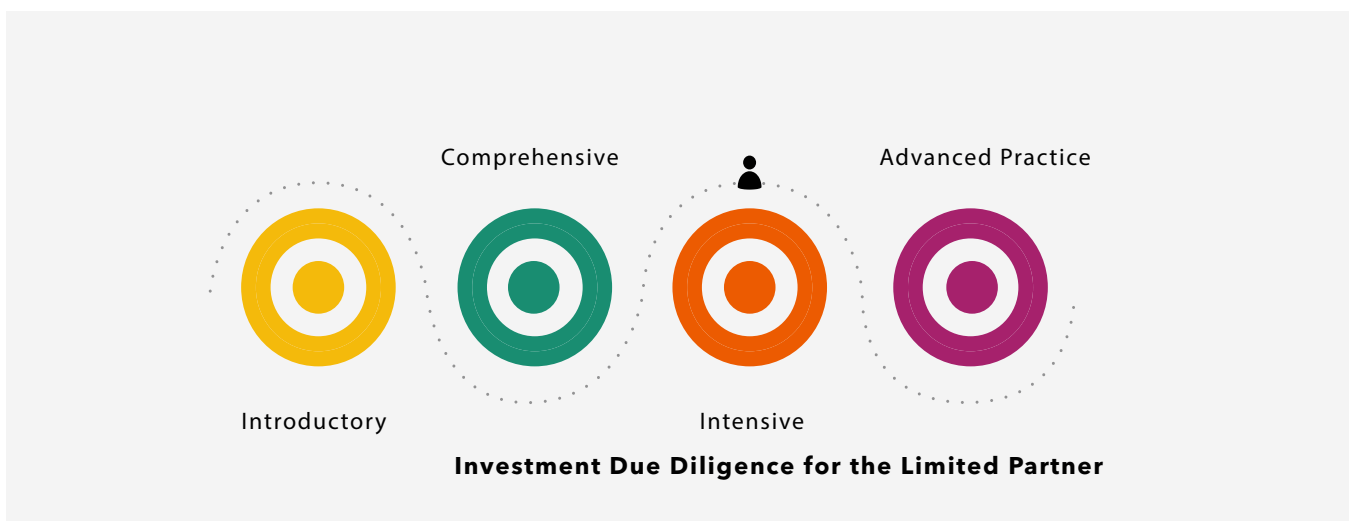 Comprehensive
Advanced Practice
Introductory
Intensive
Investment Due Diligence for the Limited Partner